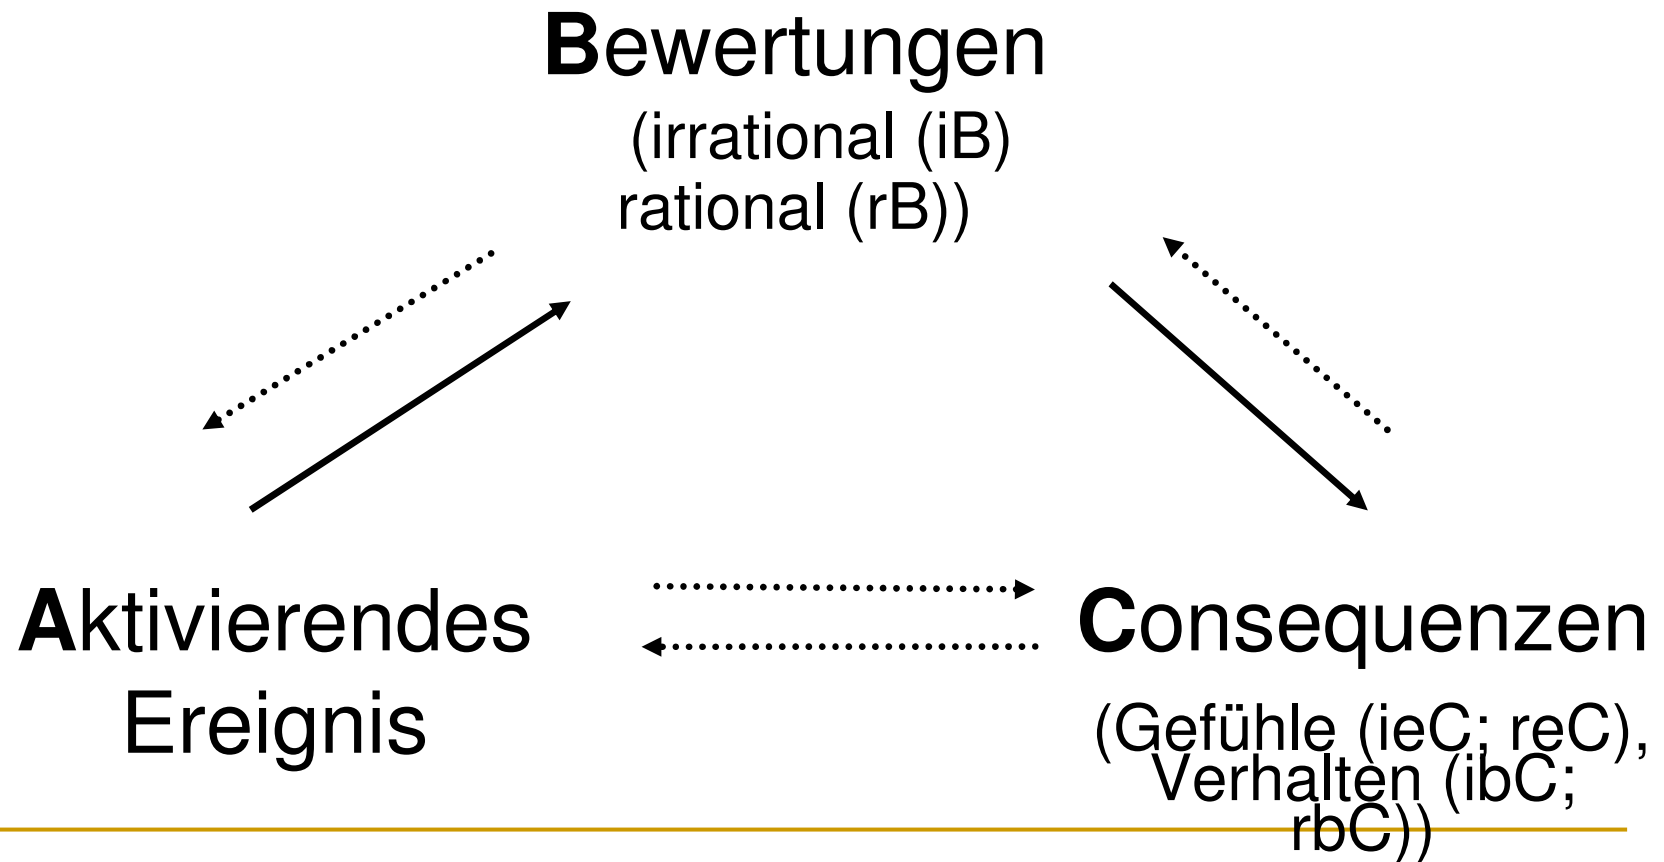 Bewertungen
(irrational (iB)
rational (rB))
Aktivierendes
Ereignis
Consequenzen
(Gefühle (ieC; reC),
Verhalten (ibC;
rbC))